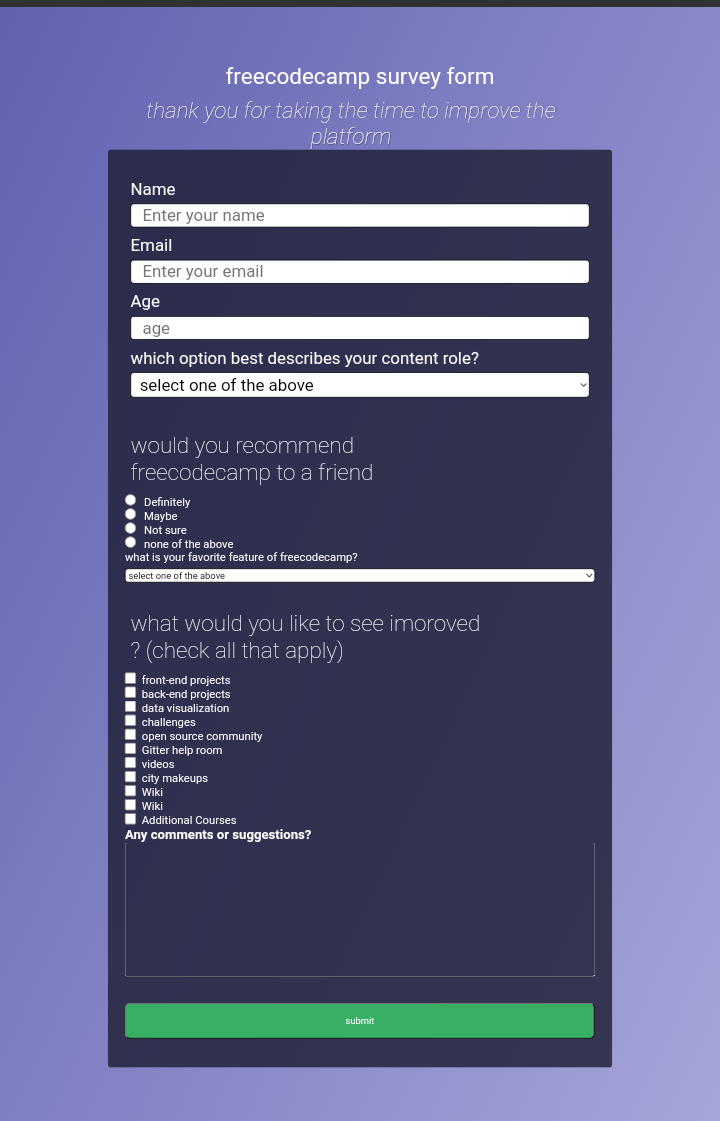 freecodecamp survey form
thank you for taking the time to improve the
platform
Name
Enter your name
Email
Enter your email
Age
age
which option best describes your content role?
select one of the above
would you recommend
freecodecamp to a friend
Definitely
Maybe
Not sure
none of the above
what is your favorite feature of freecodecamp?
select one of the above
what would you like to see imoroved
? (check all that apply)
front-end projects
back-end projects
data visualization
challenges
open source community
Gitter help room
videos
city makeups
Wiki
Wiki
Additional Courses
Any comments or suggestions?
submit